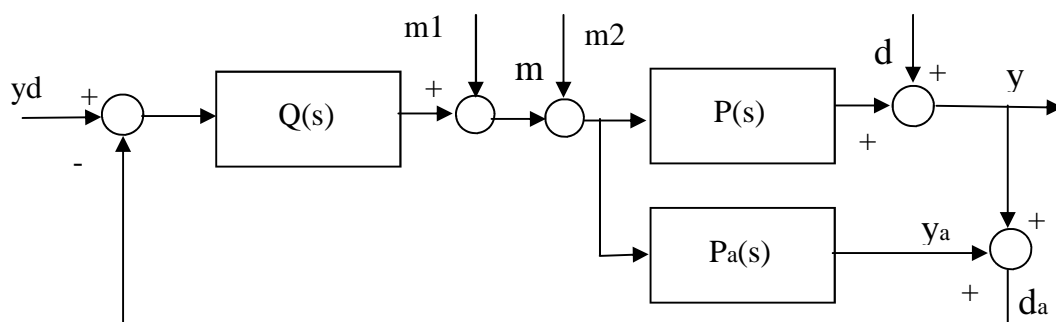 m1
m2
d
+
y
yd
+
Q(s)
+
m
P(s)
+
-
+
Pa(s)
ya
+
da